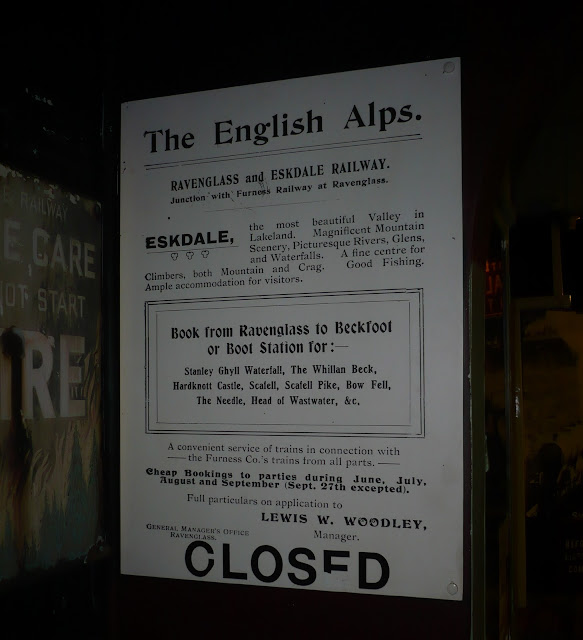 The English Alps.
RAVENGLASS and ESKDALE RAILWAY.
Junction with Furness Railway at Ravenglass.
ESKDALE,
the most beautiful Valley in
Lakeland. Magnificent Mountain
Scenery, Picturesque Rivers, Glens,
and Waterfalls. A fine centre for
Climbers, both Mountain and Crag. Good Fishing.
Ample accommodation for visitors.
Book from Ravenglass to Beckfoot
or Boot Station for:—
Stanley Ghyll Waterfall, The Whillan Beck,
Hardknott Castle, Scafell, Scafell Pike, Bow Fell,
The Needle, Head of Wastwater, &c,
A convenient service of trains in connection with
— the Furness Co.'s trains from all parts. —
Cheap Bookings to parties during June, July,
August and September (Sept. 27th excepted).
Full particulars on application to
LEWIS W. WOODLEY,
Manager.
GENERAL MANAGER'S OFFICE
RAVENGLASS.
CLOSED
RAILWAY
E CARE
OT START
IRE